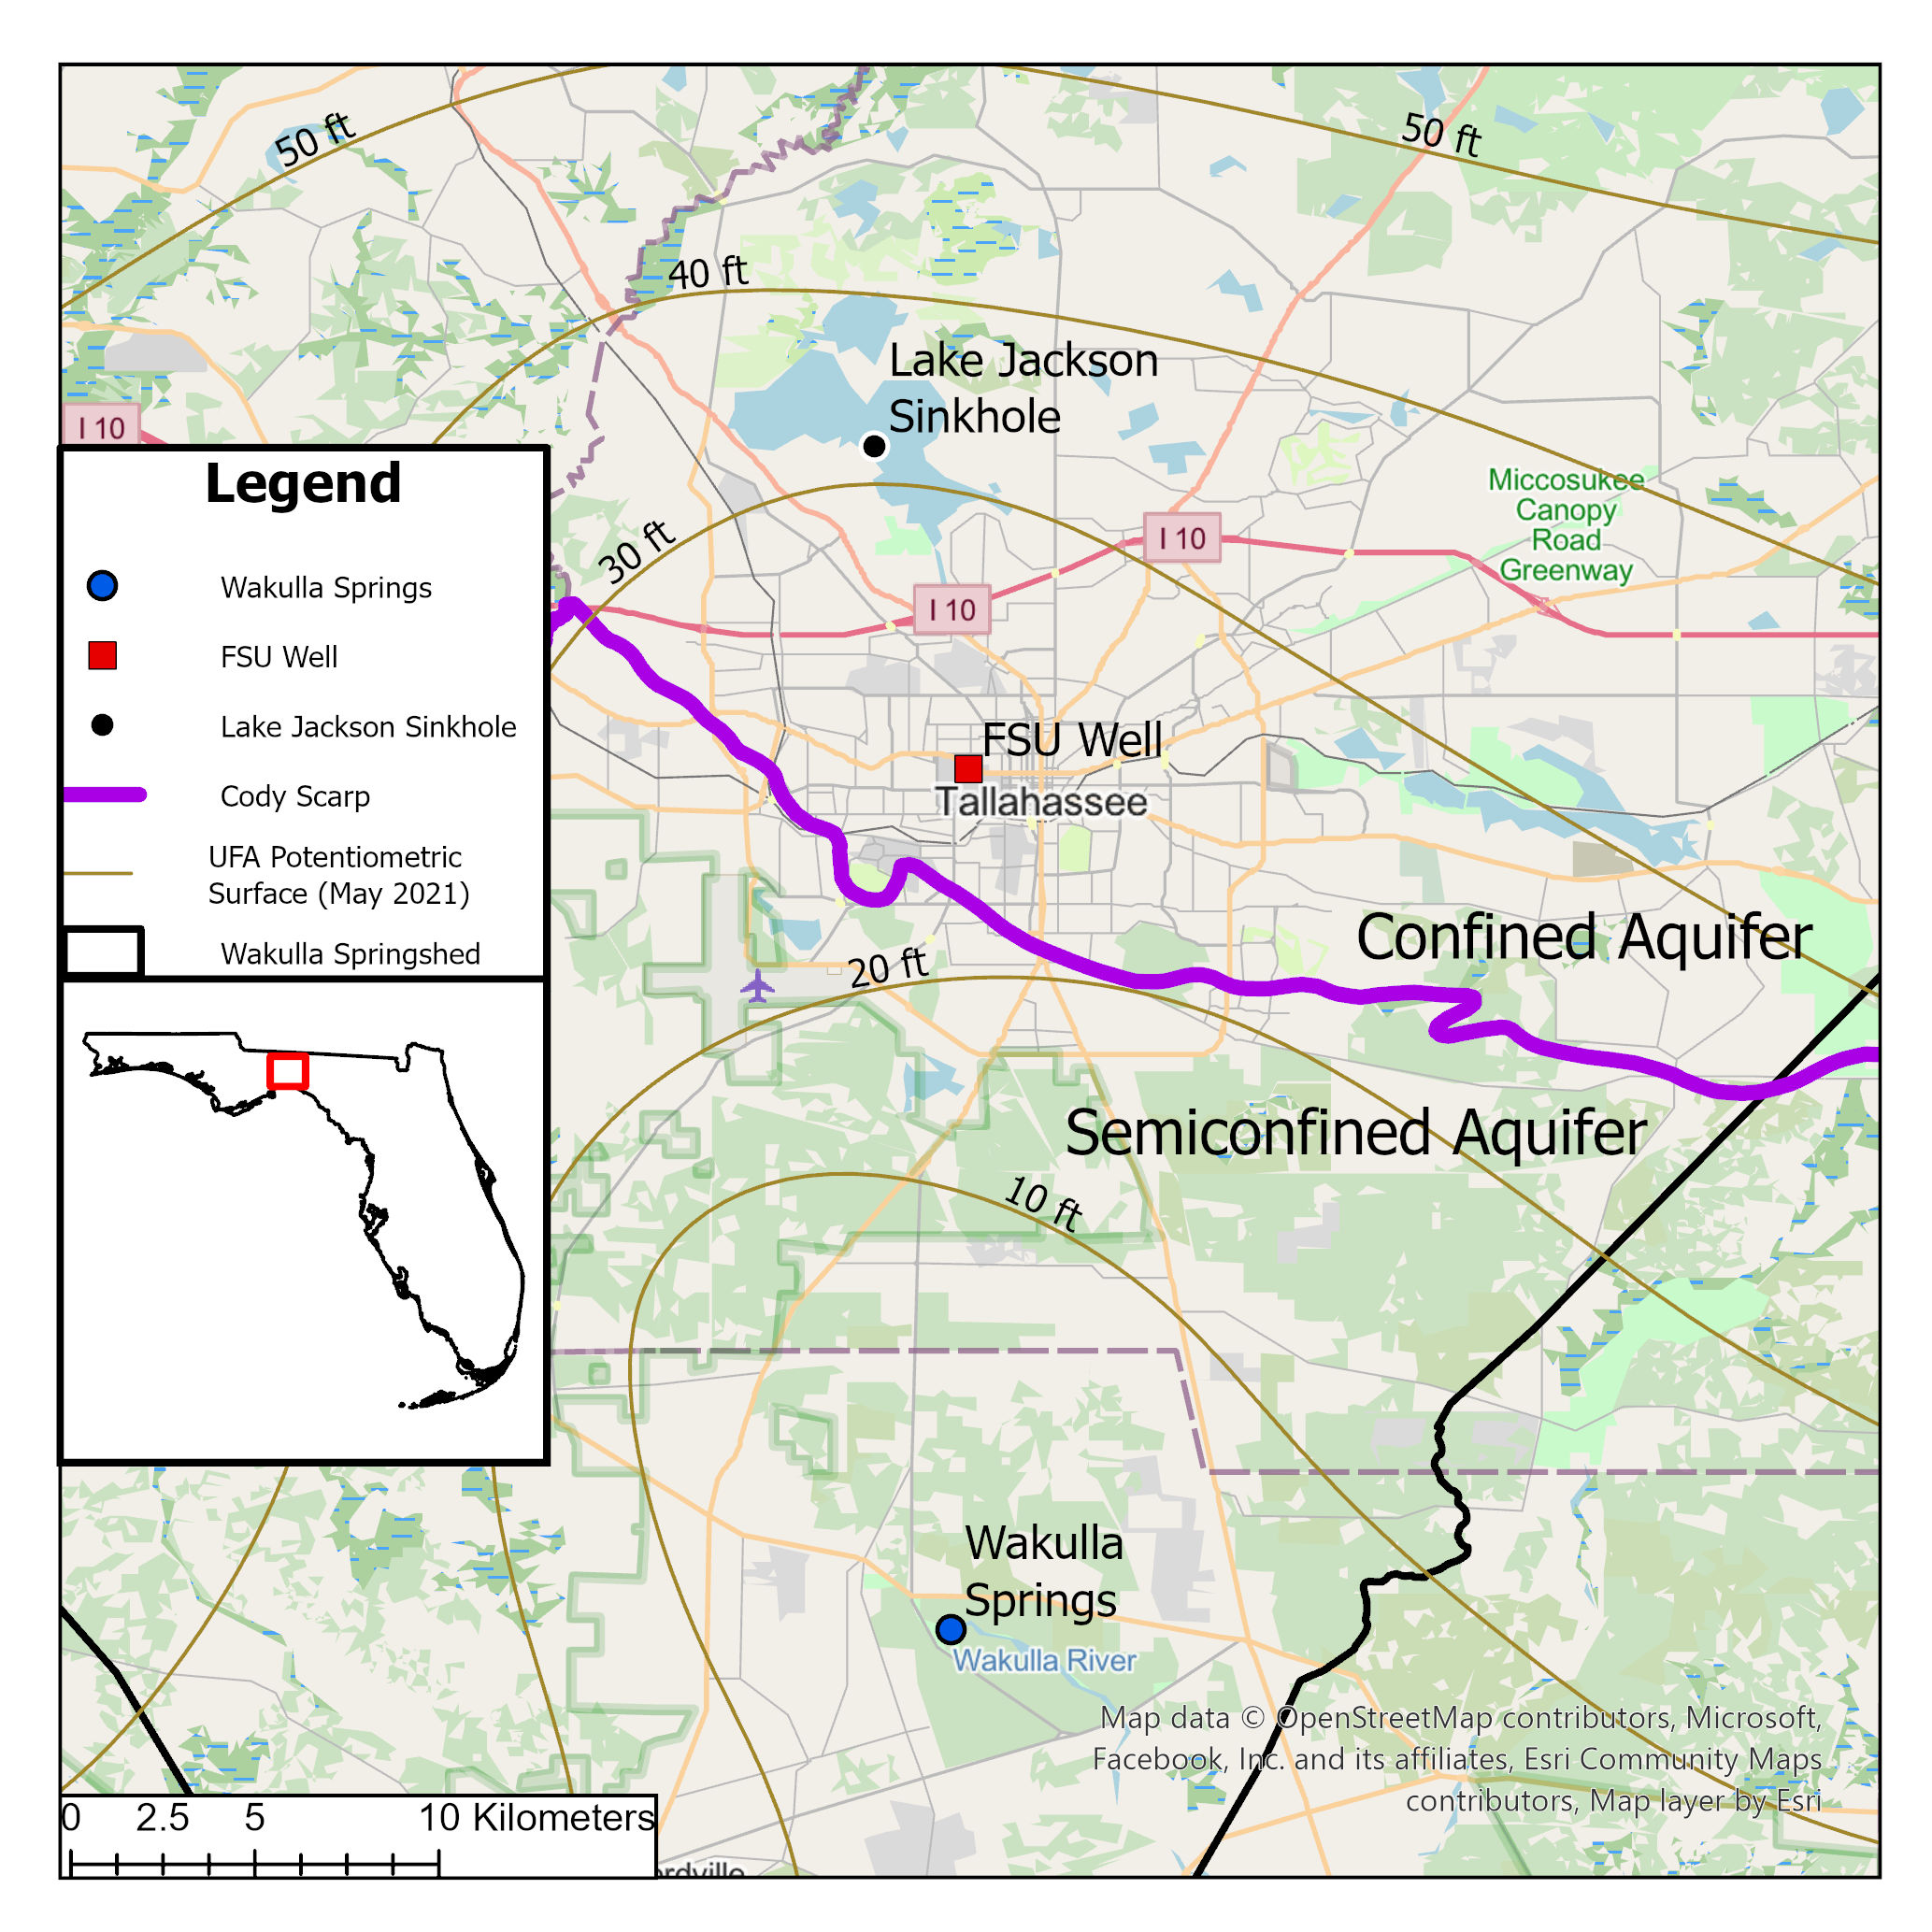 50 ft
50 ft
40 ft
Lake Jackson
Sinkhole
I 10
Legend
Wakulla Springs
FSU Well
Lake Jackson Sinkhole
Cody Scarp
UFA Potentiometric
Surface (May 2021)
Wakulla Springshed
30 ft
Miccosukee
Canopy
Road
Greenway
I 10
I 10
FSU Well
Tallahassee
Confined Aquifer
20 ft
Semiconfined Aquifer
10 ft
Wakulla
Springs
Wakulla River
Map data © OpenStreetMap contributors, Microsoft,
Facebook, Inc. and its affiliates, Esri Community Maps
contributors, Map layer by Esri
0 2.5 5 10 Kilometers